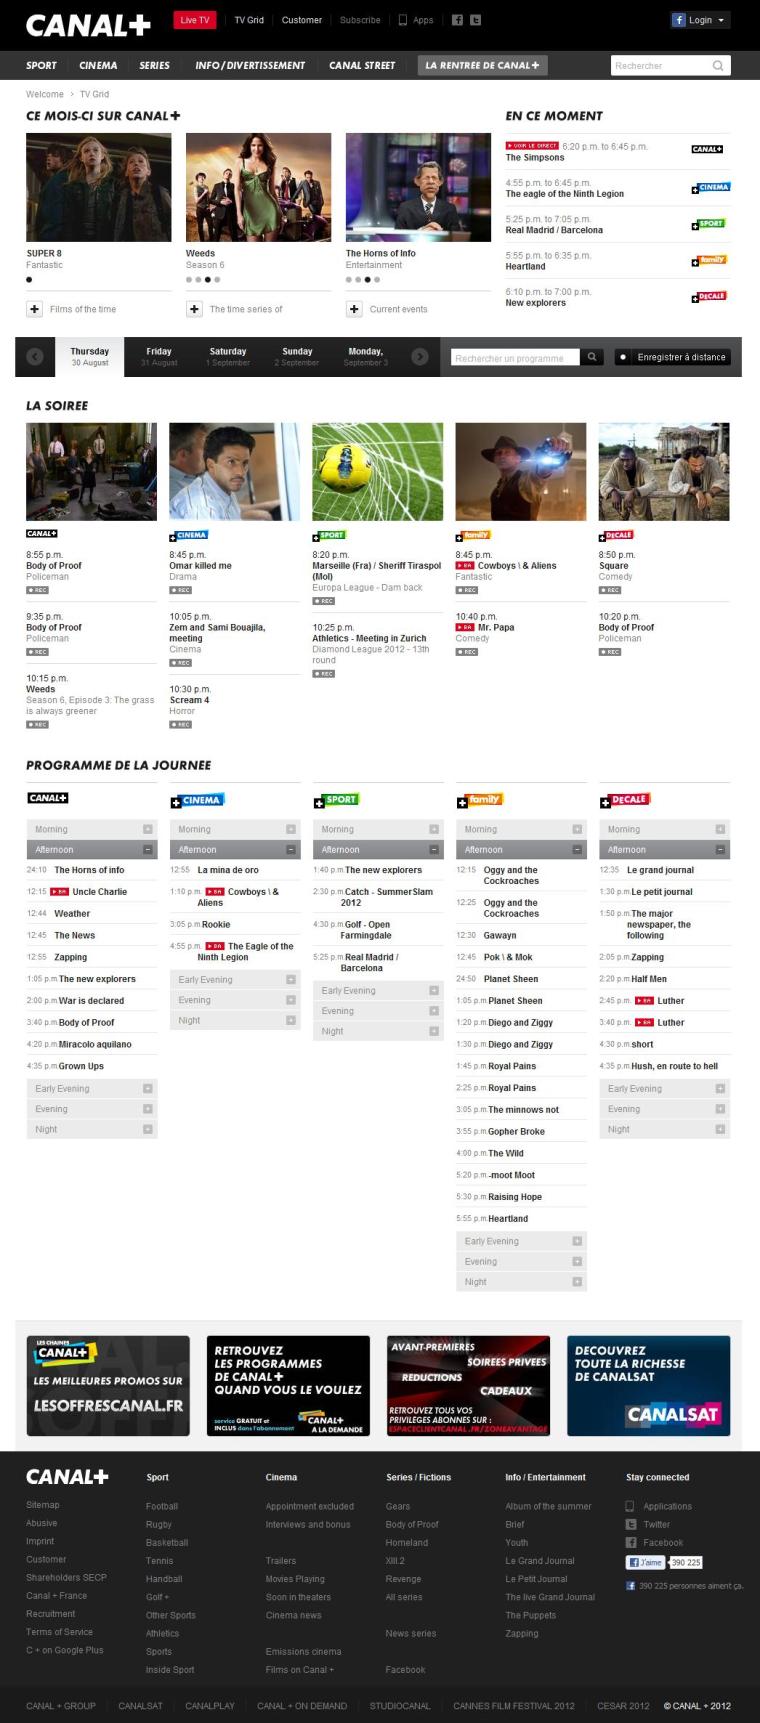 CANAL+
Live TV TV Grid Customer Subscribe Apps Login
SPORT CINEMA SERIES INFO/DIVERTISSEMENT CANAL STREET LA RENTRÉE DE CANAL+ Rechercher
Welcome > TV Grid
CE MOIS-CI SUR CANAL+
SUPER 8
Fantastic
Films of the time
Weeds
Season 6
The time series of
The Horns of Info
Entertainment
Current events
EN CE MOMENT
VOIR LE DIRECT 6:20 p.m. to 6:45 p.m.
The Simpsons
CANAL+
4:55 p.m. to 6:45 p.m.
The eagle of the Ninth Legion
+CINEMA
5:25 p.m. to 7:05 p.m.
Real Madrid / Barcelona
+SPORT
5:55 p.m. to 6:35 p.m.
Heartland
+family
6:10 p.m. to 7:00 p.m.
New explorers
+DECALE
Thursday
30 August
Friday
31 August
Saturday
1 September
Sunday
2 September
Monday,
September 3
Rechercher un programme
Enregistrer à distance
LA SOIREE
CANAL+
8:55 p.m.
Body of Proof
Policeman
REC
9:35 p.m.
Body of Proof
Policeman
REC
10:15 p.m.
Weeds
Season 6, Episode 3: The grass
is always greener
REC
+CINEMA
8:45 p.m.
Omar killed me
Drama
REC
10:05 p.m.
Zem and Sami Bouajila,
meeting
Cinema
REC
10:30 p.m.
Scream 4
Horror
REC
+SPORT
8:20 p.m.
Marseille (Fra) / Sheriff Tiraspol
(Mol)
Europa League - Dam back
REC
10:25 p.m.
Athletics - Meeting in Zurich
Diamond League 2012 - 13th
round
REC
+family
8:45 p.m.
BA Cowboys \ & Aliens
Fantastic
REC
10:40 p.m.
BA Mr. Papa
Comedy
REC
+DECALE
8:50 p.m.
Square
Comedy
REC
10:20 p.m.
Body of Proof
Policeman
REC
PROGRAMME DE LA JOURNEE
CANAL+
Morning
Afternoon
24:10 The Horns of info
12:15 BA Uncle Charlie
12:44 Weather
12:45 The News
12:55 Zapping
1:05 p.m. The new explorers
2:00 p.m. War is declared
3:40 p.m. Body of Proof
4:20 p.m. Miracolo aquilano
4:35 p.m. Grown Ups
Early Evening
Evening
Night
+CINEMA
Morning
Afternoon
12:55 La mina de oro
1:10 p.m. BA Cowboys \ &
Aliens
3:05 p.m. Rookie
4:55 p.m. BA The Eagle of the
Ninth Legion
Early Evening
Evening
Night
+SPORT
Morning
Afternoon
1:40 p.m. The new explorers
2:30 p.m. Catch - SummerSlam
2012
4:30 p.m. Golf - Open
Farmingdale
5:25 p.m. Real Madrid /
Barcelona
Early Evening
Evening
Night
+family
Morning
Afternoon
12:15 Oggy and the
Cockroaches
12:25 Oggy and the
Cockroaches
12:30 Gawayn
12:45 Pok \ & Mok
24:50 Planet Sheen
1:05 p.m. Planet Sheen
1:20 p.m. Diego and Ziggy
1:30 p.m. Diego and Ziggy
1:45 p.m. Royal Pains
2:25 p.m. Royal Pains
3:05 p.m. The minnows not
3:55 p.m. Gopher Broke
4:00 p.m. The Wild
5:20 p.m. -moot Moot
5:30 p.m. Raising Hope
5:55 p.m. Heartland
Early Evening
Evening
Night
+DECALE
Morning
Afternoon
12:35 Le grand journal
1:30 p.m. Le petit journal
1:50 p.m. The major
newspaper, the
following
2:05 p.m. Zapping
2:20 p.m. Half Men
2:45 p.m. BA Luther
3:40 p.m. BA Luther
4:30 p.m. short
4:35 p.m. Hush, en route to hell
Early Evening
Evening
Night
LES CHAINES
CANAL+
LES MEILLEURES PROMOS SUR
LESOFFRESCANAL.FR
RETROUVEZ
LES PROGRAMMES
DE CANAL+
QUAND VOUS LE VOULEZ
service GRATUIT et
INCLUS dans l'abonnement
CANAL+
A LA DEMANDE
AVANT-PREMIERES
SOIREES PRIVEES
REDUCTIONS
CADEAUX
RETROUVEZ TOUS VOS
PRIVILEGES ABONNES SUR :
ESPACECLIENTCANAL.FR/ZONEAVANTAGE
DECOUVREZ
TOUTE LA RICHESSE
DE CANALSAT
CANALSAT
CANAL+
Sitemap
Abusive
Imprint
Customer
Shareholders SECP
Canal + France
Recruitment
Terms of Service
C + on Google Plus
Sport
Football
Rugby
Basketball
Tennis
Handball
Golf +
Other Sports
Athletics
Sports
Inside Sport
Cinema
Appointment excluded
Interviews and bonus
Trailers
Movies Playing
Soon in theaters
Cinema news
Emissions cinema
Films on Canal +
Series / Fictions
Gears
Body of Proof
Homeland
XIII.2
Revenge
All series
News series
Facebook
Info / Entertainment
Album of the summer
Brief
Youth
Le Grand Journal
Le Petit Journal
The live Grand Journal
The Puppets
Zapping
Stay connected
Applications
Twitter
Facebook
J'aime 390 225
390 225 personnes aiment ça.
CANAL + GROUP CANALSAT CANALPLAY CANAL + ON DEMAND STUDIOCANAL CANNES FILM FESTIVAL 2012 CESAR 2012 © CANAL + 2012